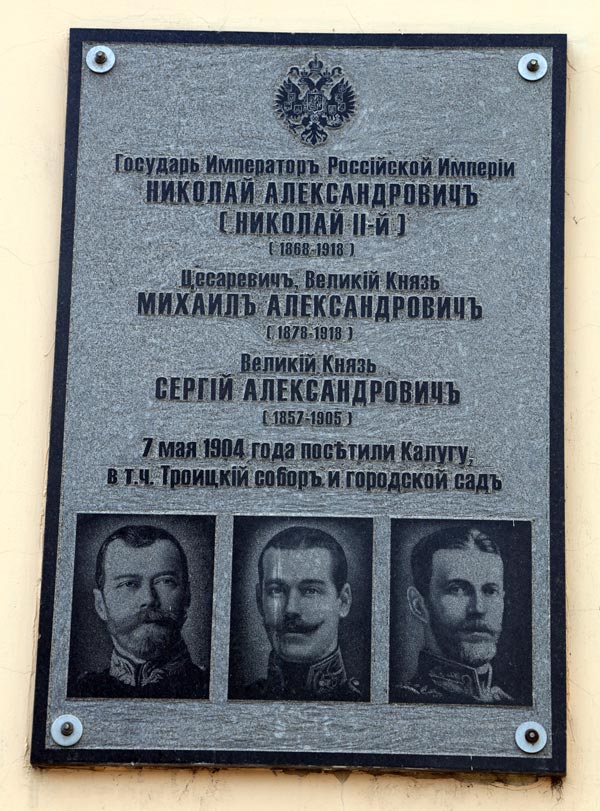 Государь Императоръ Россiйской Имперiи
НИКОЛАЙ АЛЕКСАНДРОВИЧЪ
( НИКОЛАЙ II-й )
( 1868-1918 )
Цесаревичъ, Великiй Князь
МИХАИЛЪ АЛЕКСАНДРОВИЧЪ
( 1878-1918 )
Великiй Князь
СЕРГIЙ АЛЕКСАНДРОВИЧЪ
( 1857-1905 )
7 мая 1904 года посѣтили Калугу,
в т.ч. Троицкiй соборъ и городской садъ